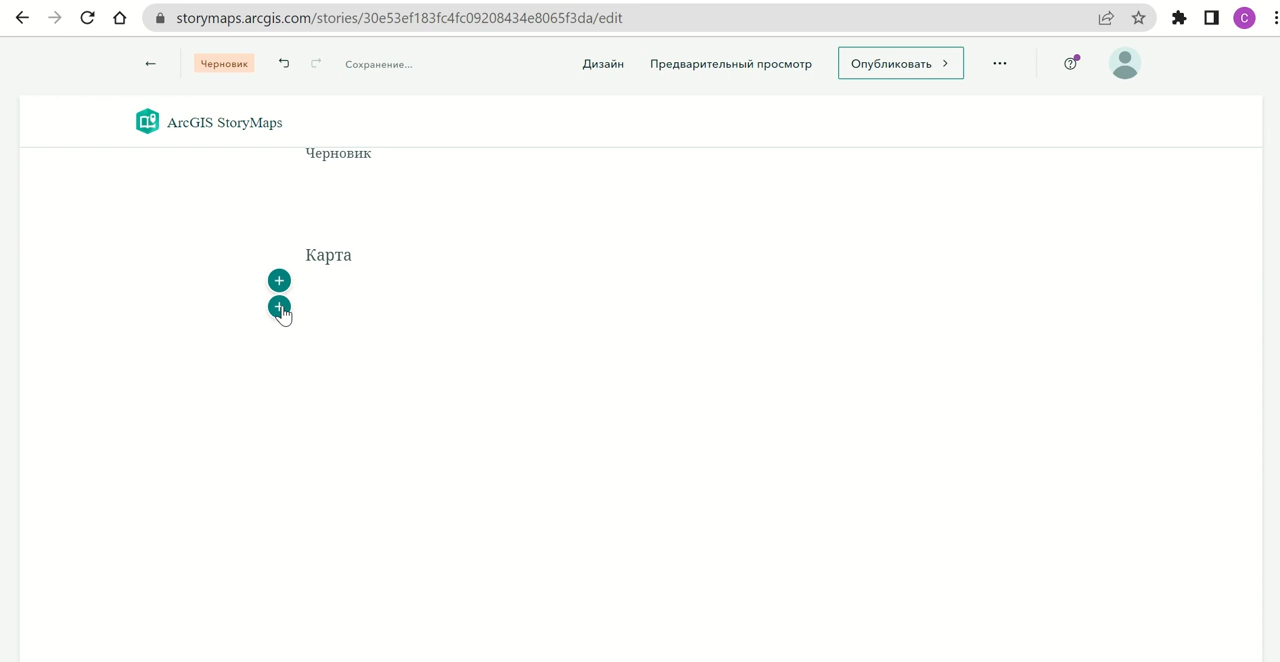 storymaps.arcgis.com/stories/30e53ef183fc4fc09208434e8065f3da/edit
C
Черновик
Сохранение...
Дизайн
Предварительный просмотр
Опубликовать
ArcGIS StoryMaps
Черновик
Карта